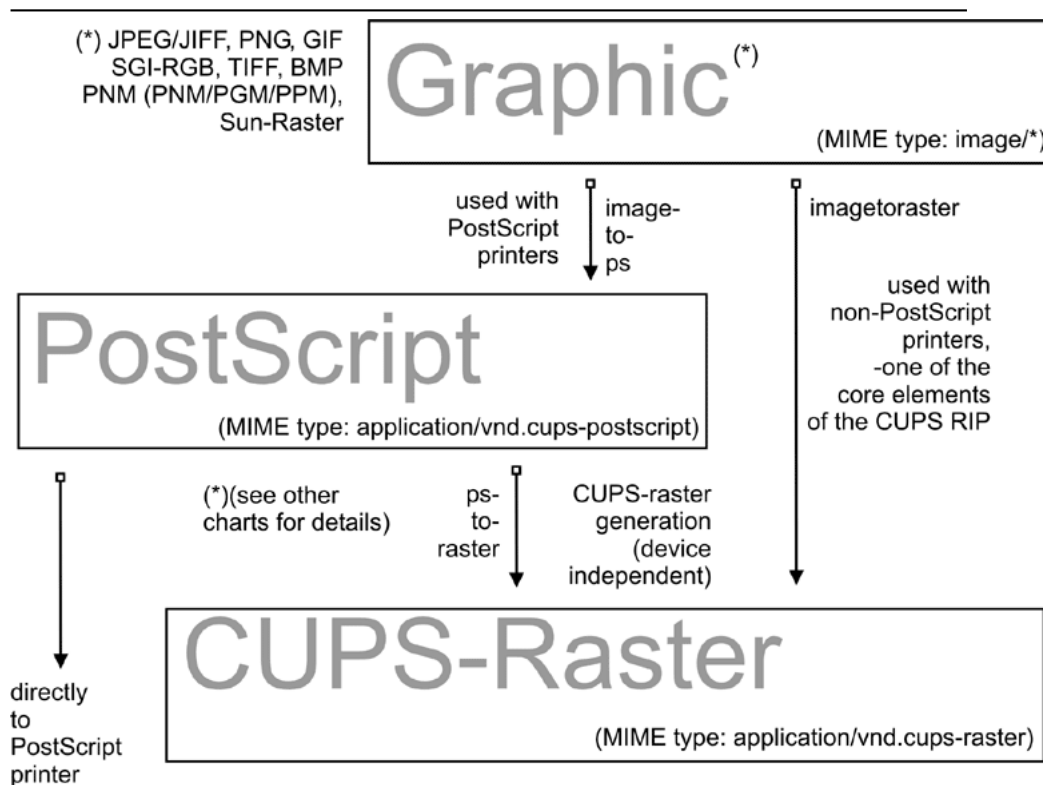 (*) JPEG/JIFF, PNG, GIF
SGI-RGB, TIFF, BMP
PNM (PNM/PGM/PPM),
Sun-Raster
Graphic(*)
(MIME type: image/*)
used with
PostScript
printers
image-
to-
ps
imagetoraster
used with
non-PostScript
printers,
-one of the
core elements
of the CUPS RIP
PostScript
(MIME type: application/vnd.cups-postscript)
(*)(see other
charts for details)
ps-
to-
raster
CUPS-raster
generation
(device
independent)
CUPS-Raster
(MIME type: application/vnd.cups-raster)
directly
to
PostScript
printer